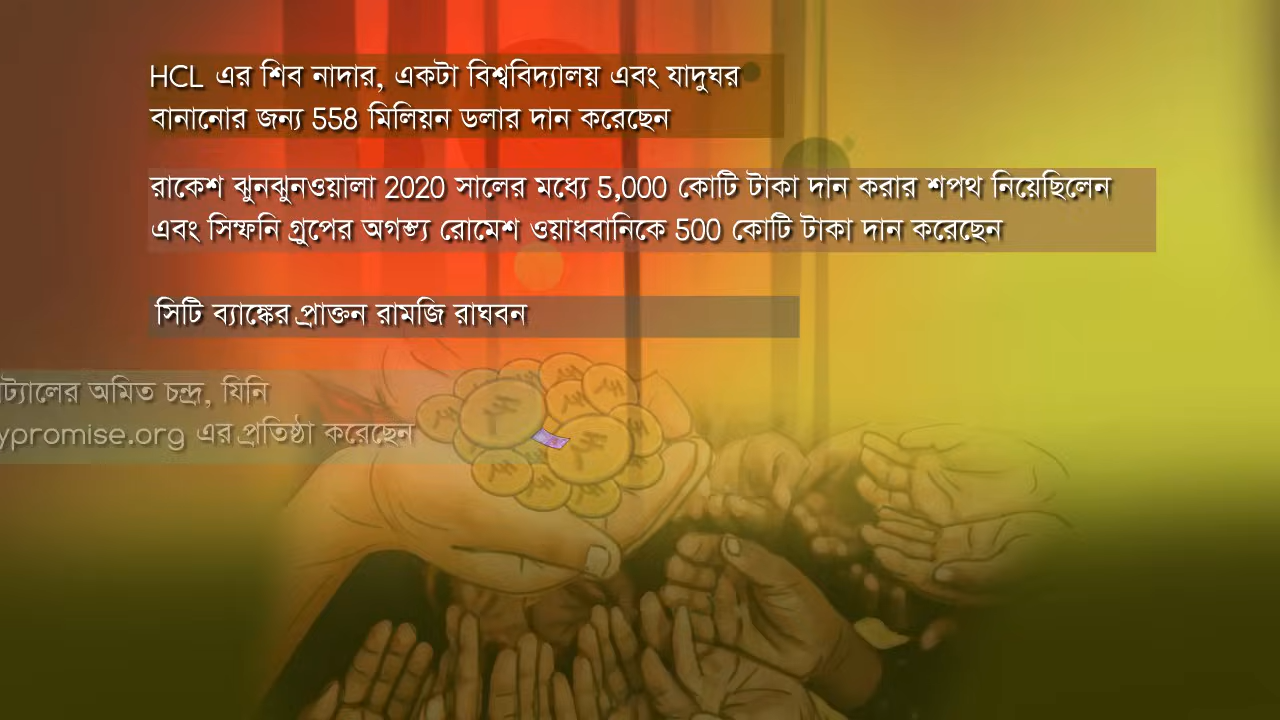 HCL এর শিব নাদার, একটা বিশ্ববিদ্যালয় এবং যাদুঘর
বানানোর জন্য 558 মিলিয়ন ডলার দান করেছেন
রাকেশ ঝুনঝুনওয়ালা 2020 সালের মধ্যে 5,000 কোটি টাকা দান করার শপথ নিয়েছিলেন
এবং সিম্ফনি গ্রুপের অগস্ত্য রোমেশ ওয়াধবানিকে 500 কোটি টাকা দান করেছেন
সিটি ব্যাঙ্কের প্রাক্তন রামজি রাঘবন
অমিত চন্দ্র, যিনি
ypromise.org এর প্রতিষ্ঠা করেছেন